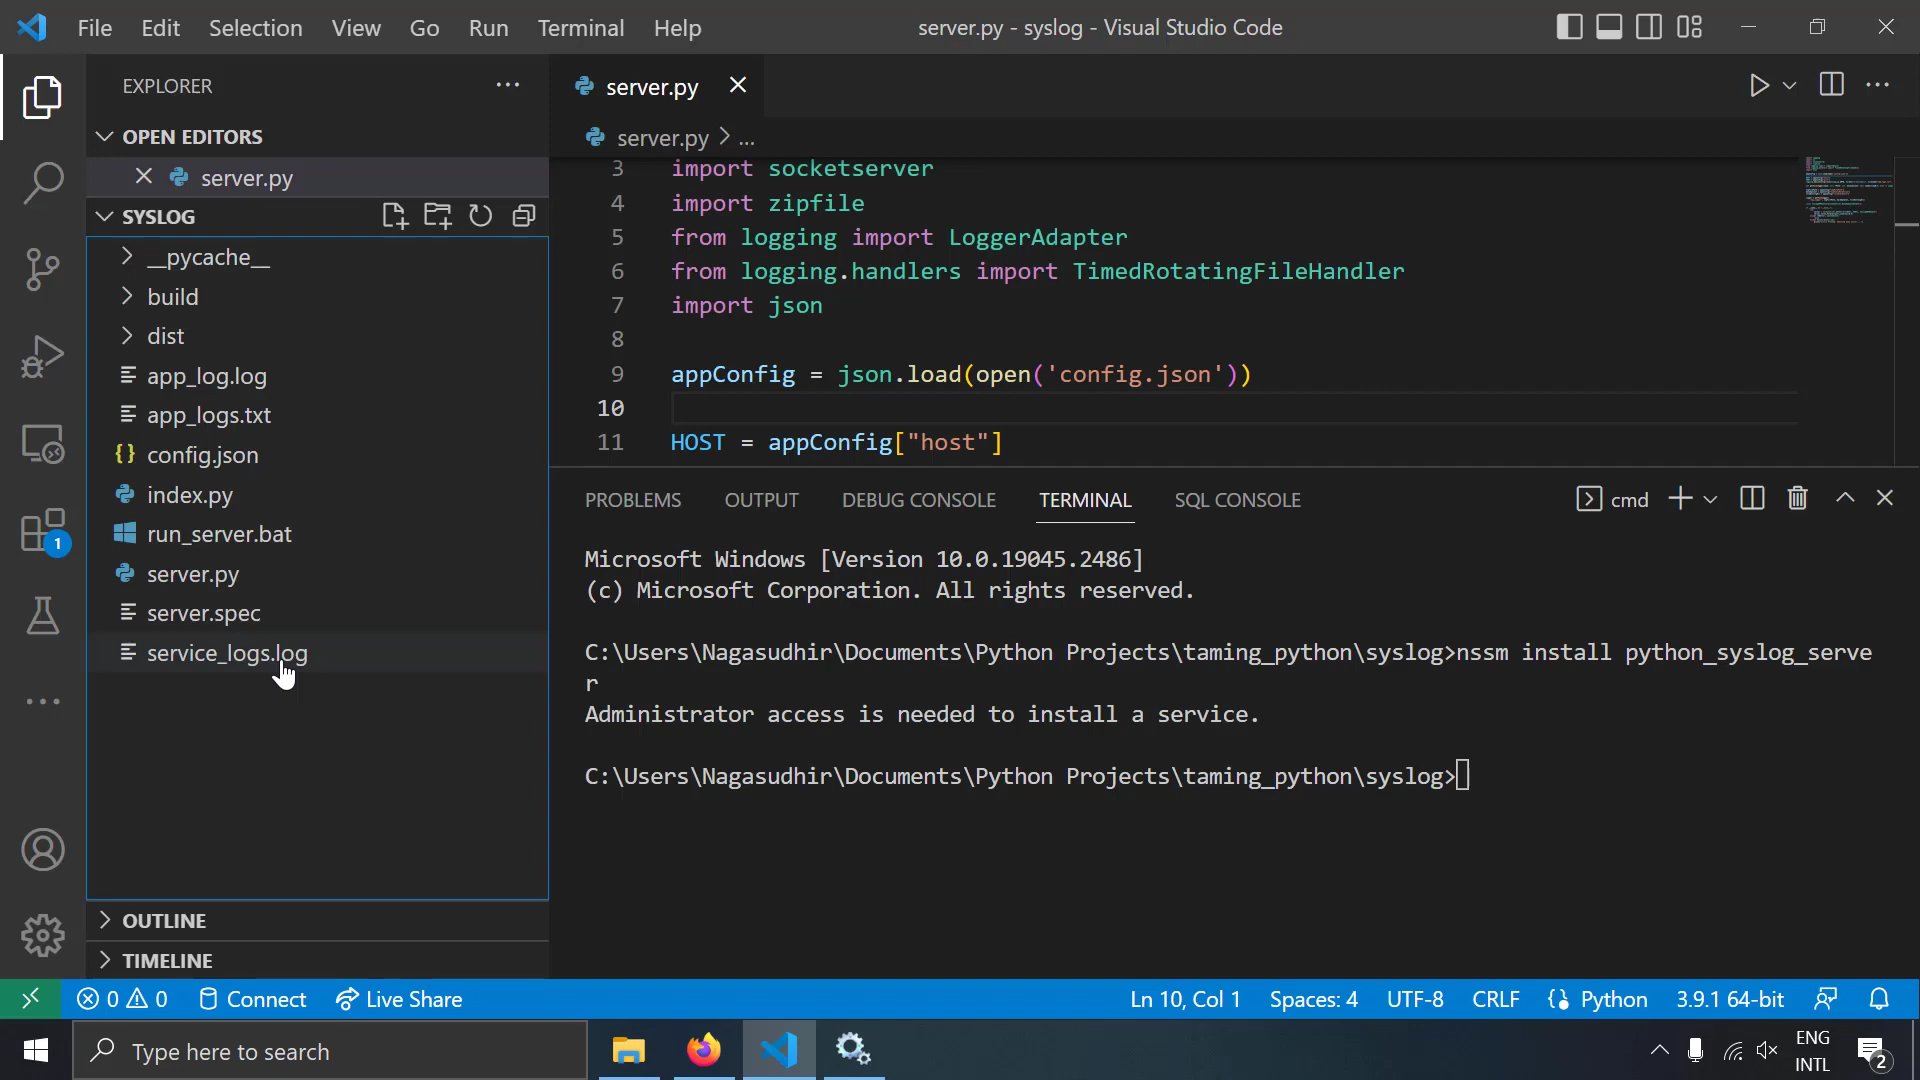 File Edit Selection View Go Run Terminal Help
server.py - syslog - Visual Studio Code
EXPLORER
OPEN EDITORS
server.py
SYSLOG
__pycache__
build
dist
app_log.log
app_logs.txt
config.json
index.py
run_server.bat
server.py
server.spec
service_logs.log
OUTLINE
TIMELINE
1
server.py
server.py > ...
3 import socketserver
4 import zipfile
5 from logging import LoggerAdapter
6 from logging.handlers import TimedRotatingFileHandler
7 import json
8
9 appConfig = json.load(open('config.json'))
10
11 HOST = appConfig["host"]
PROBLEMS OUTPUT DEBUG CONSOLE TERMINAL SQL CONSOLE
cmd
Microsoft Windows [Version 10.0.19045.2486]
(c) Microsoft Corporation. All rights reserved.
C:\Users\Nagasudhir\Documents\Python Projects\taming_python\syslog>nssm install python_syslog_serve
r
Administrator access is needed to install a service.
C:\Users\Nagasudhir\Documents\Python Projects\taming_python\syslog>
0 0 Connect Live Share
Ln 10, Col 1 Spaces: 4 UTF-8 CRLF Python 3.9.1 64-bit
Type here to search
ENG
INTL
2